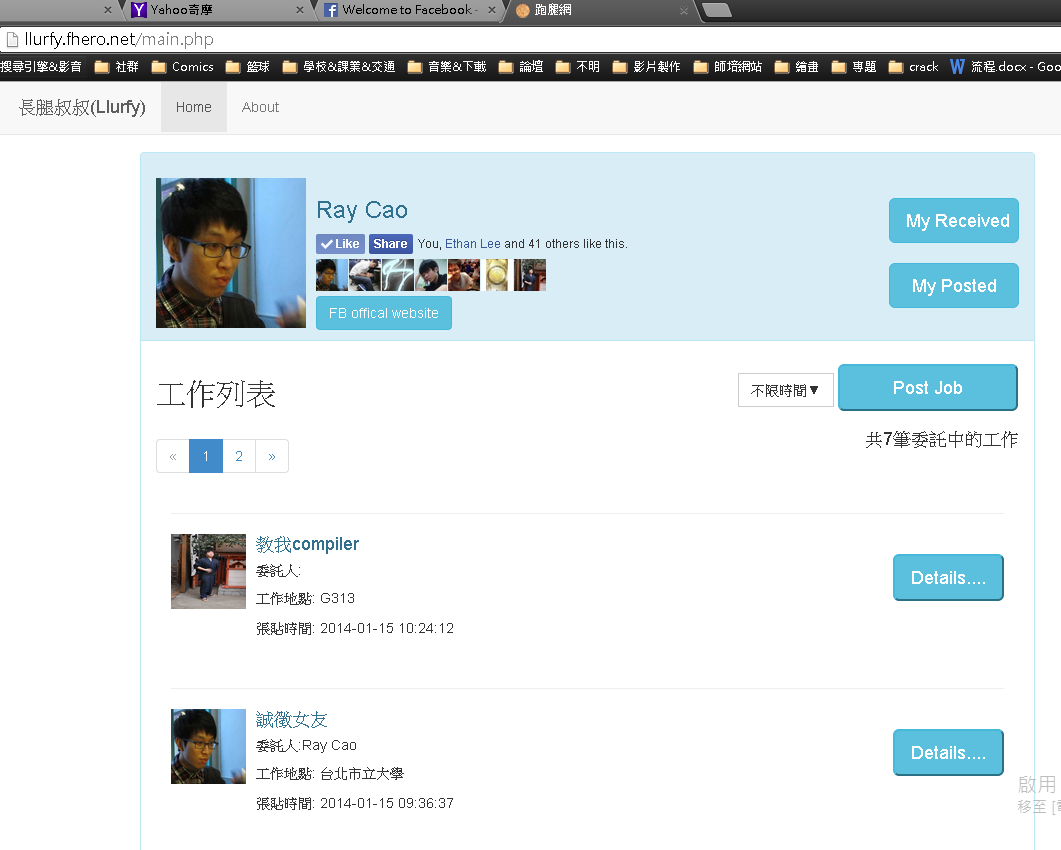 Yahoo奇摩
Welcome to Facebook -
跑腿網
llurfy.fhero.net/main.php
搜尋引擎&影音 社群 Comics 籃球 學校&課業&交通 音樂&下載 論壇 不明 影片製作 師培網站 繪畫 專題 crack 流程.docx - Goo
長腿叔叔(Llurfy) Home About
Ray Cao
Like Share You, Ethan Lee and 41 others like this.
FB offical website
My Received
My Posted
工作列表
不限時間▼
Post Job
共7筆委託中的工作
« 1 2 »
教我compiler
委託人:
工作地點: G313
張貼時間: 2014-01-15 10:24:12
Details....
誠徵女友
委託人:Ray Cao
工作地點: 台北市立大學
張貼時間: 2014-01-15 09:36:37
Details....
啟用
移至 [